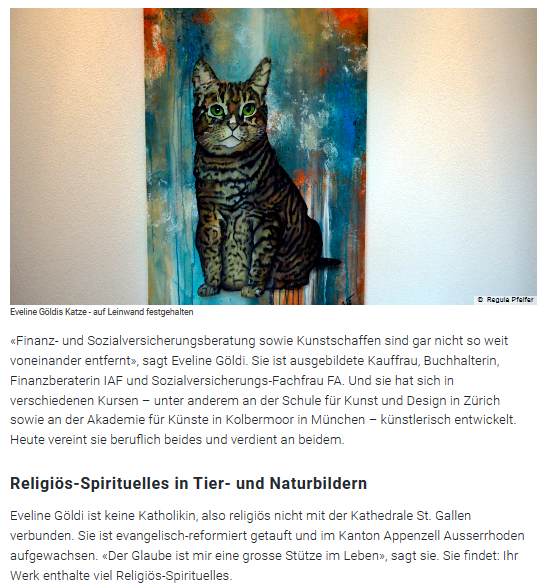 © Regula Pfeifer
Eveline Göldis Katze - auf Leinwand festgehalten
«Finanz- und Sozialversicherungsberatung sowie Kunstschaffen sind gar nicht so weit
voneinander entfernt», sagt Eveline Göldi. Sie ist ausgebildete Kauffrau, Buchhalterin,
Finanzberaterin IAF und Sozialversicherungs-Fachfrau FA. Und sie hat sich in
verschiedenen Kursen – unter anderem an der Schule für Kunst und Design in Zürich
sowie an der Akademie für Künste in Kolbermoor in München – künstlerisch entwickelt.
Heute vereint sie beruflich beides und verdient an beidem.
Religiös-Spirituelles in Tier- und Naturbildern
Eveline Göldi ist keine Katholikin, also religiös nicht mit der Kathedrale St. Gallen
verbunden. Sie ist evangelisch-reformiert getauft und im Kanton Appenzell Ausserrhoden
aufgewachsen. «Der Glaube ist mir eine grosse Stütze im Leben», sagt sie. Sie findet: Ihr
Werk enthalte viel Religiös-Spirituelles.